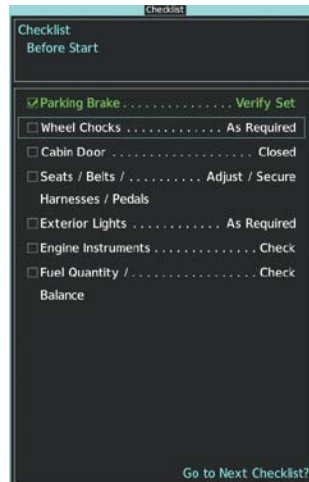 Checklist
Checklist
Before Start
Parking Brake . . . . . . . . . . . . . . . Verify Set
Wheel Chocks . . . . . . . . . . . . . As Required
Cabin Door . . . . . . . . . . . . . . . . . . . Closed
Seats / Belts / . . . . . . . . . . Adjust / Secure
Harnesses / Pedals
Exterior Lights . . . . . . . . . . . As Required
Engine Instruments . . . . . . . . . . . . . . Check
Fuel Quantity / . . . . . . . . . . . . . . . . . Check
Balance
Go to Next Checklist?